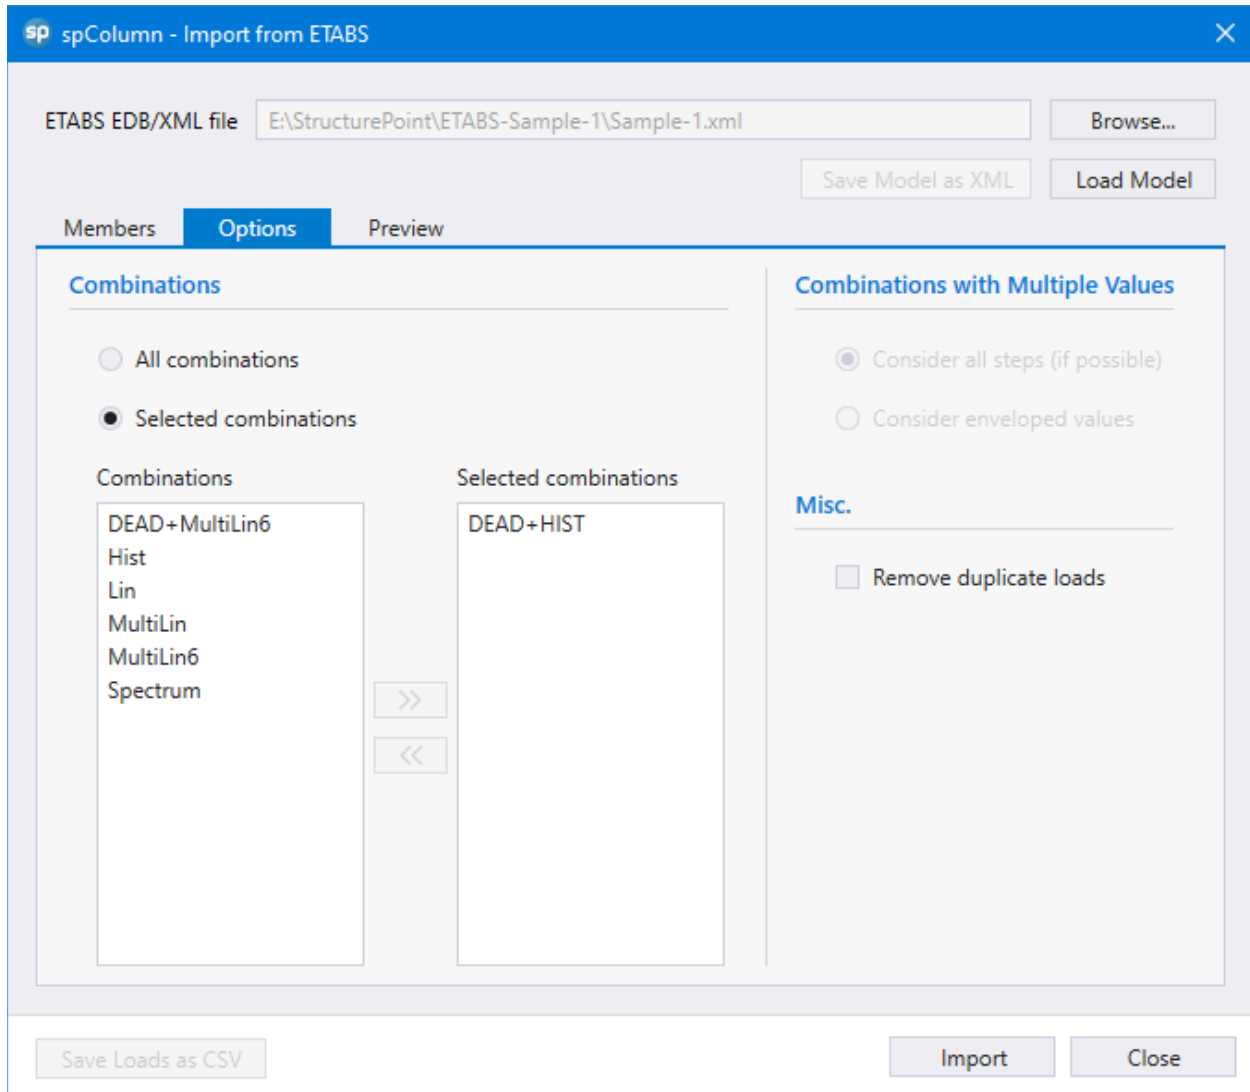 sp spColumn - Import from ETABS
ETABS EDB/XML file E:\StructurePoint\ETABS-Sample-1\Sample-1.xml Browse...
Save Model as XML Load Model
Members Options Preview
Combinations
All combinations
Selected combinations
Combinations Selected combinations
DEAD+MultiLin6 DEAD+HIST
Hist
Lin
MultiLin
MultiLin6
Spectrum
>>
<<
Combinations with Multiple Values
Consider all steps (if possible)
Consider enveloped values
Misc.
Remove duplicate loads
Save Loads as CSV Import Close